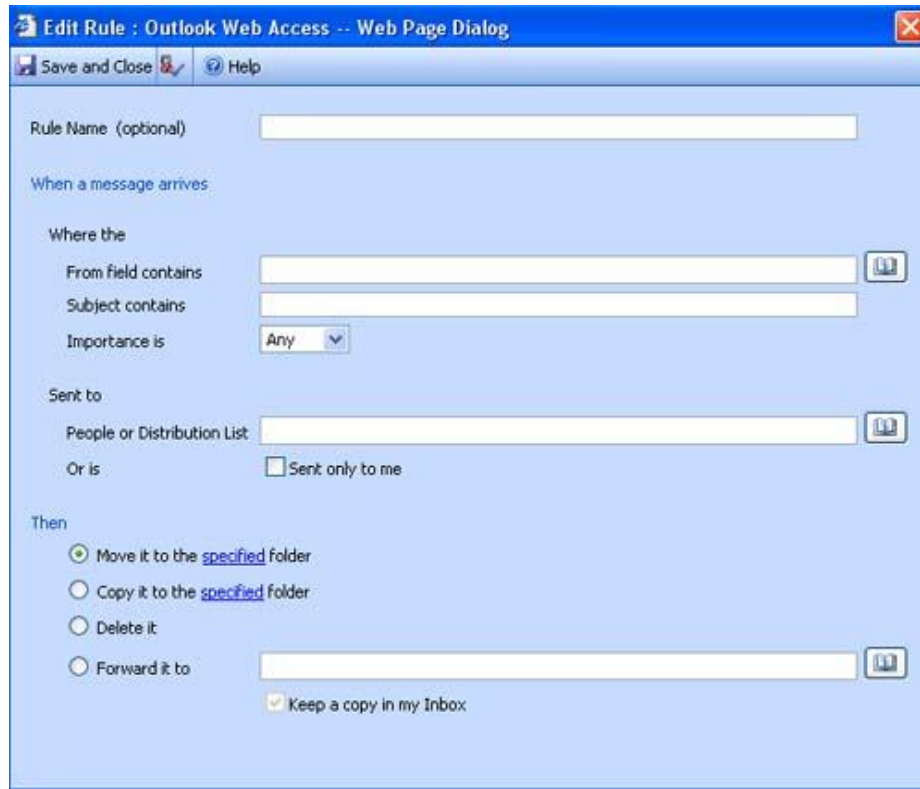 Edit Rule : Outlook Web Access -- Web Page Dialog
Save and Close Help
Rule Name (optional)
When a message arrives
Where the
From field contains
Subject contains
Importance is Any
Sent to
People or Distribution List
Or is Sent only to me
Then
Move it to the specified folder
Copy it to the specified folder
Delete it
Forward it to
Keep a copy in my Inbox